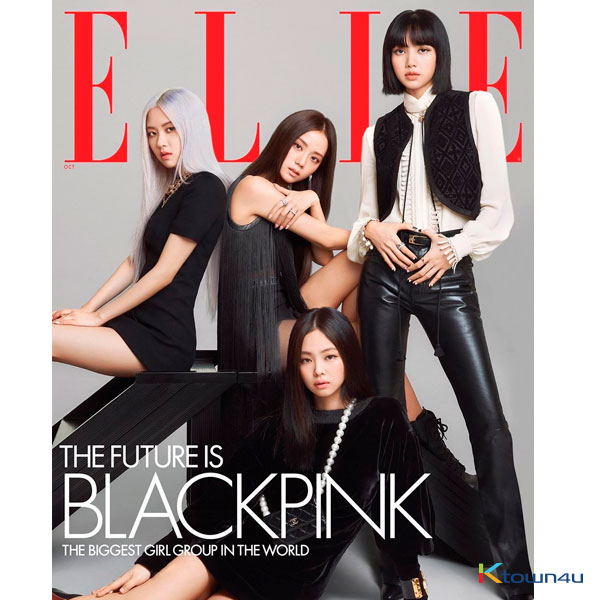 ELLE
OCT
THE FUTURE IS
BLACKPINK
THE BIGGEST GIRL GROUP IN THE WORLD
Ktown4u